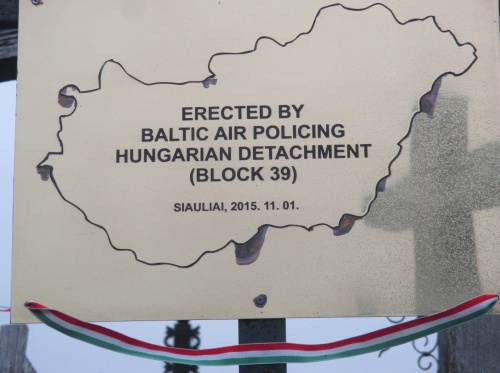 ERECTED BY
BALTIC AIR POLICING
HUNGARIAN DETACHMENT
(BLOCK 39)
SIAULIAI, 2015. 11. 01.